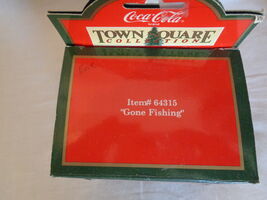 Coca-Cola
TOWN SQUARE
COLLECTION
Item# 64315
"Gone Fishing"